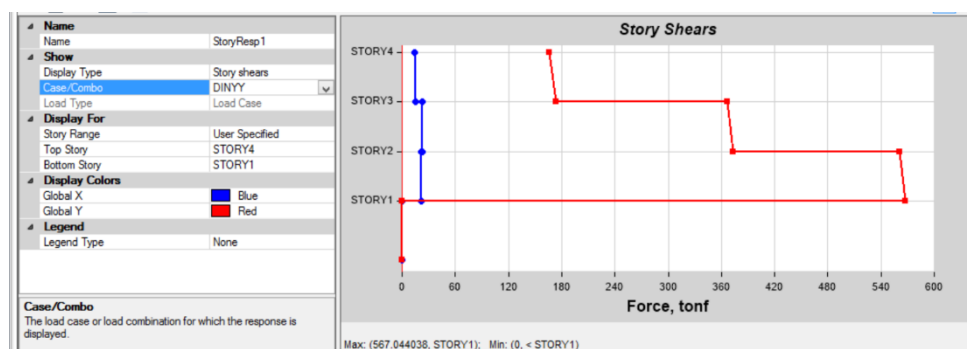 Name
Name StoryResp1
Show
Display Type Story shears
Case/Combo DINYY
Load Type Load Case
Display For
Story Range User Specified
Top Story STORY4
Bottom Story STORY1
Display Colors
Global X Blue
Global Y Red
Legend
Legend Type None
Case/Combo
The load case or load combination for which the response is
displayed.
Story Shears
STORY4
STORY3
STORY2
STORY1
0 60 120 180 240 300 360 420 480 540 600
Force, tonf
Max: (567.044038, STORY1); Min: (0, < STORY1)